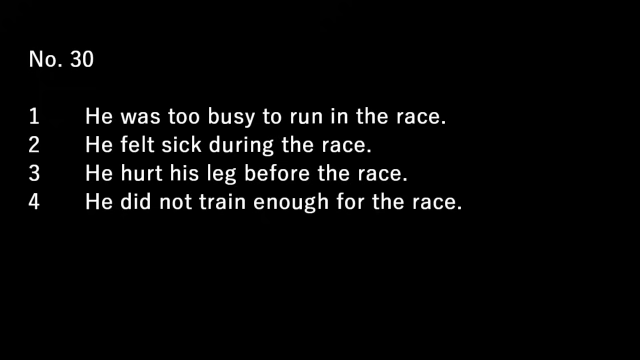 No. 30
1 He was too busy to run in the race.
2 He felt sick during the race.
3 He hurt his leg before the race.
4 He did not train enough for the race.